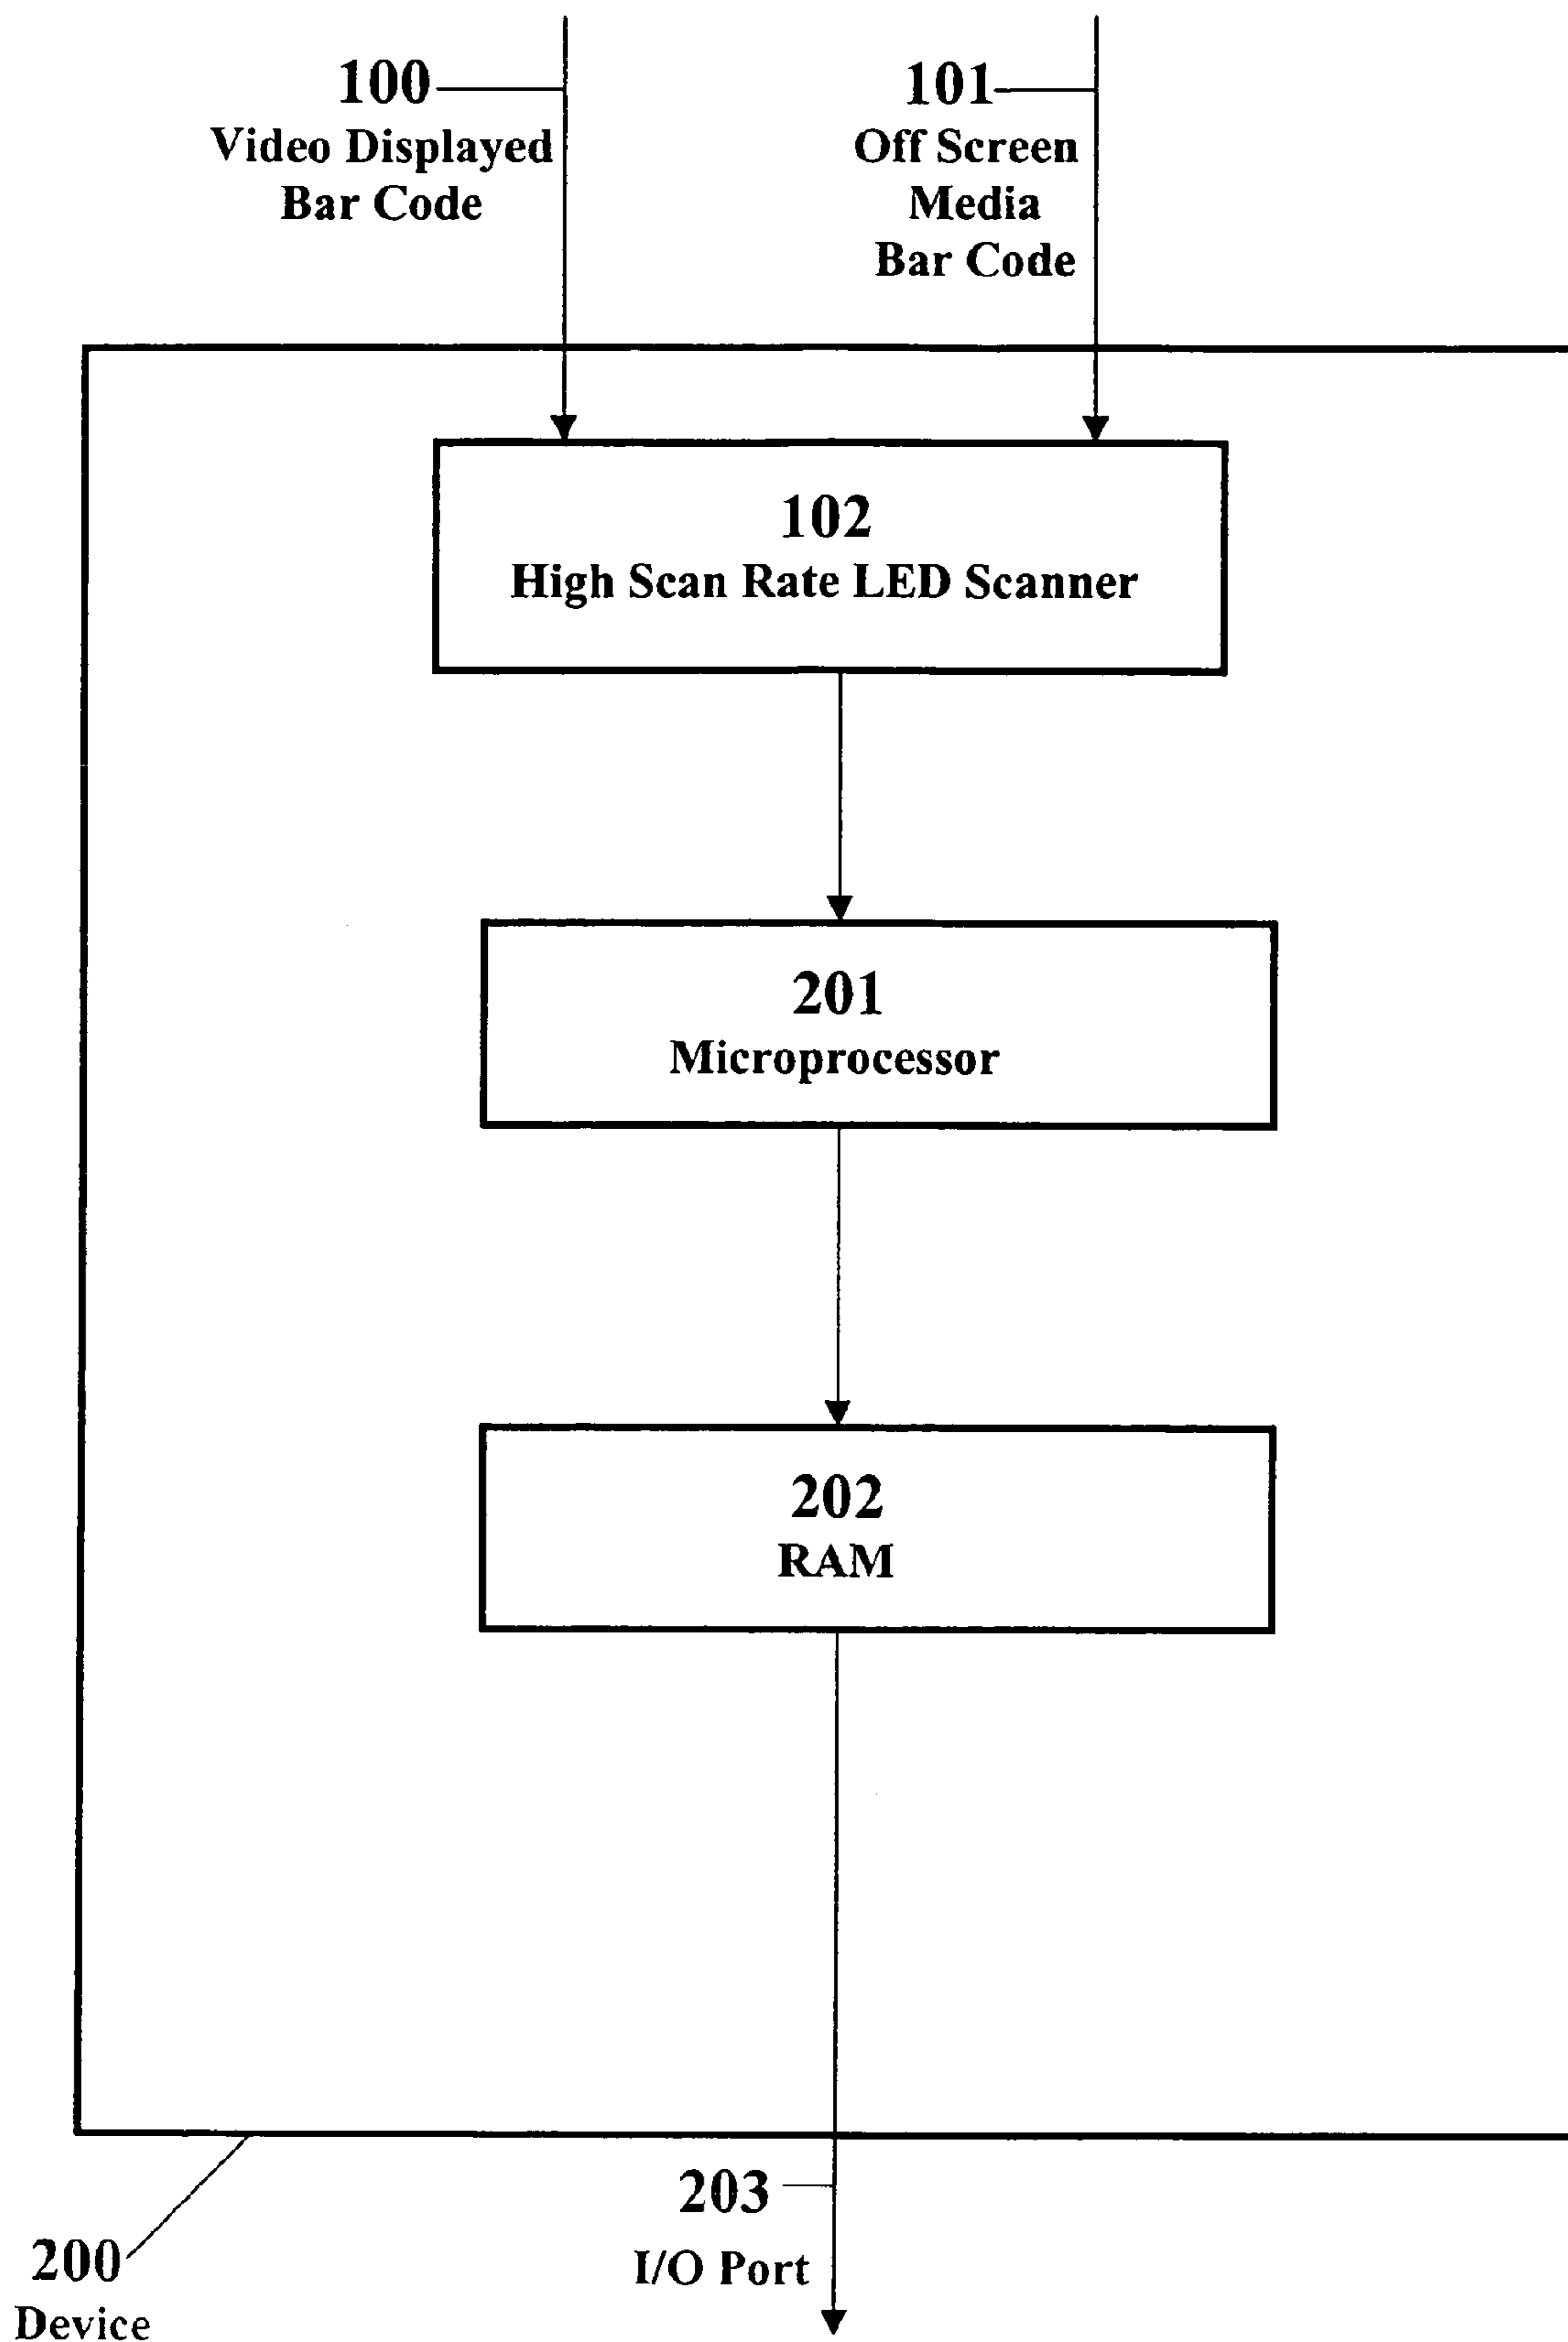 100
Video Displayed
Bar Code
101
Off Screen
Media
Bar Code
102
High Scan Rate LED Scanner
201
Microprocessor
202
RAM
203
I/O Port
200
Device